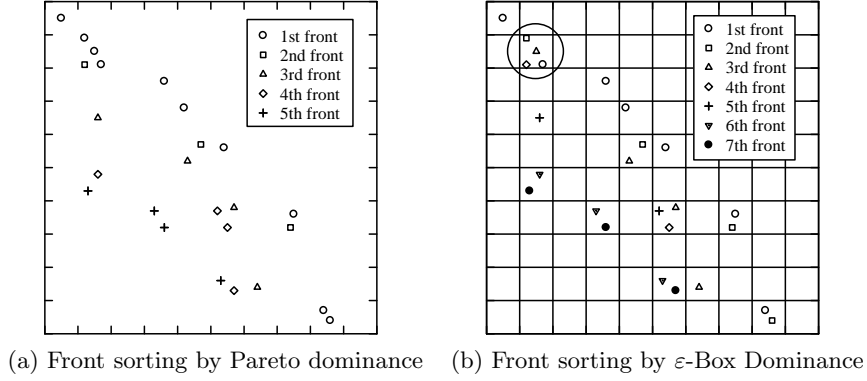 1st front
2nd front
3rd front
4th front
5th front
1st front
2nd front
3rd front
4th front
5th front
6th front
7th front
(a) Front sorting by Pareto dominance
(b) Front sorting by ε-Box Dominance